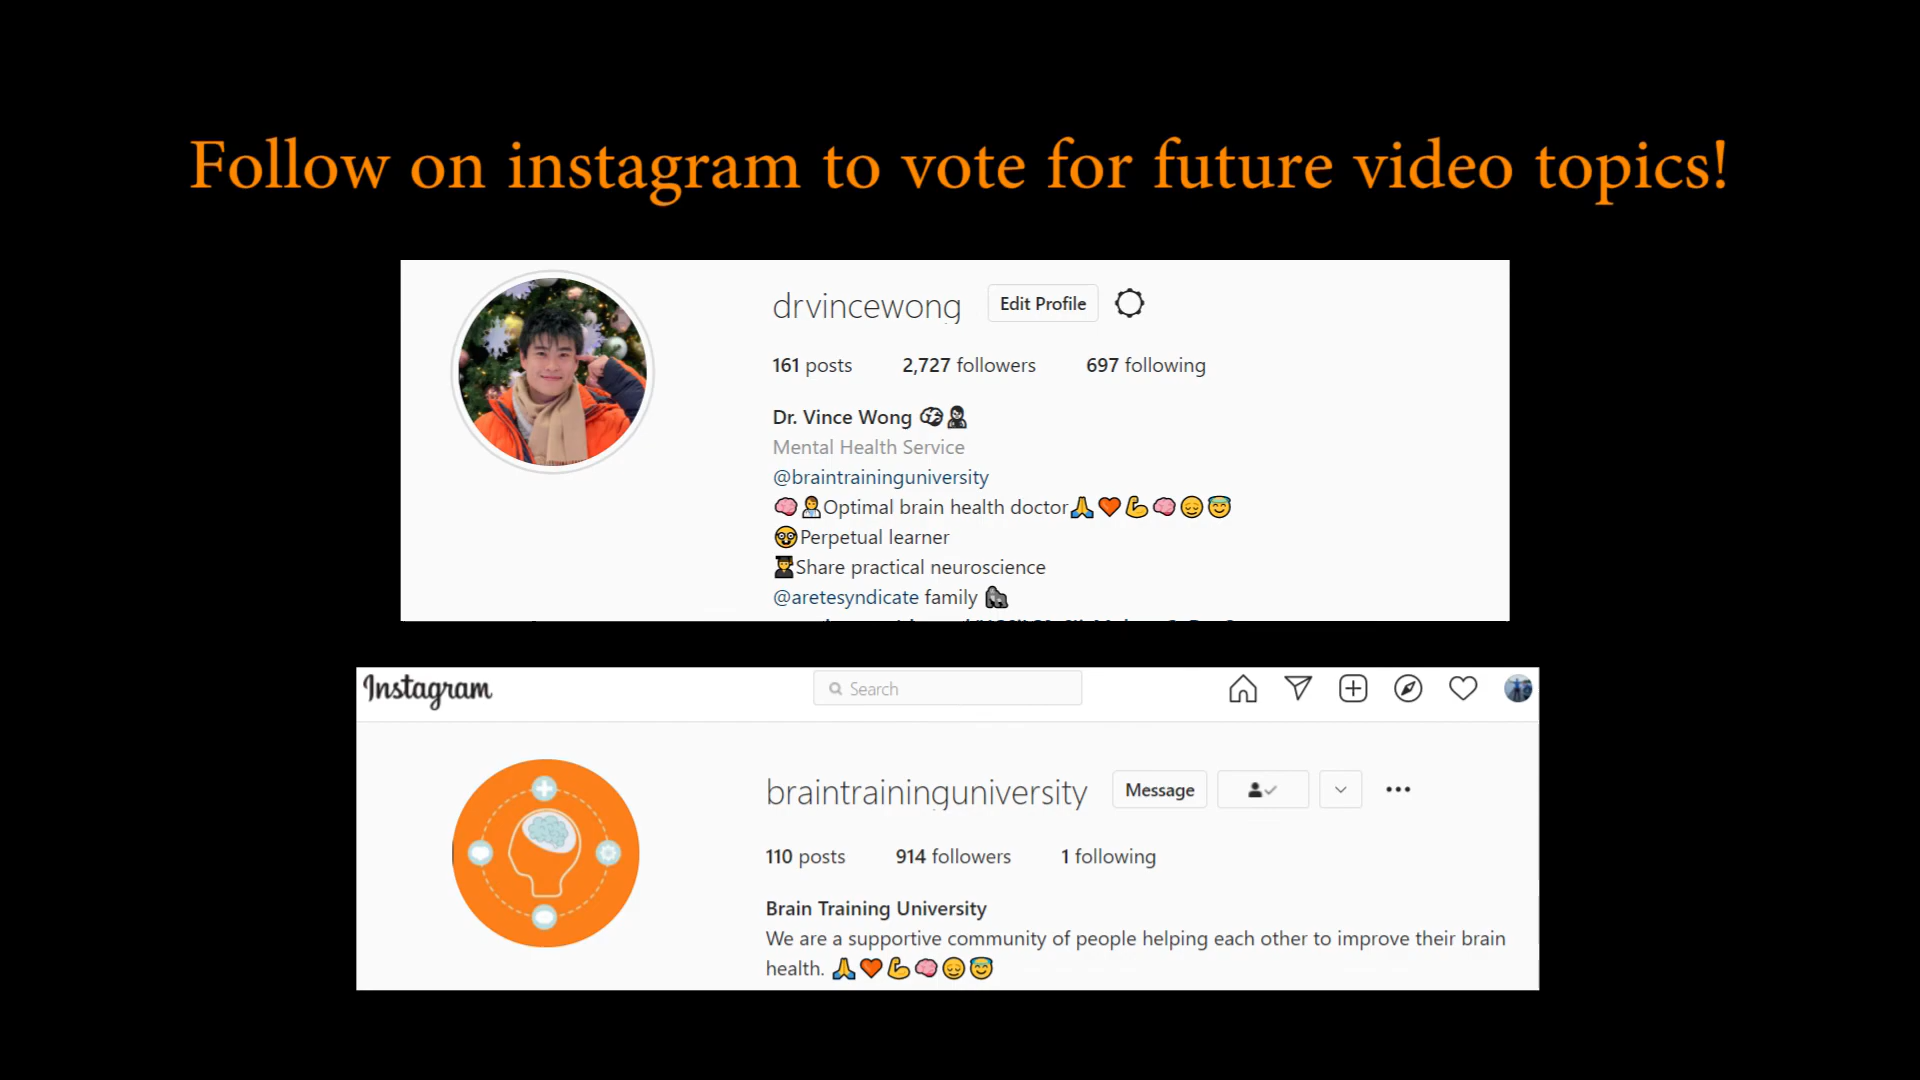 Follow on instagram to vote for future video topics!
drvincewong Edit Profile
161 posts 2,727 followers 697 following
Dr. Vince Wong
Mental Health Service
@braintraininguniversity
🧠👨‍⚕️Optimal brain health doctor🙏🧡💪🧠😌😇
🤓Perpetual learner
👨‍🎓Share practical neuroscience
@aretesyndicate family 🦍
Instagram Search
braintraininguniversity Message
110 posts 914 followers 1 following
Brain Training University
We are a supportive community of people helping each other to improve their brain
health. 🙏🧡💪🧠😌😇